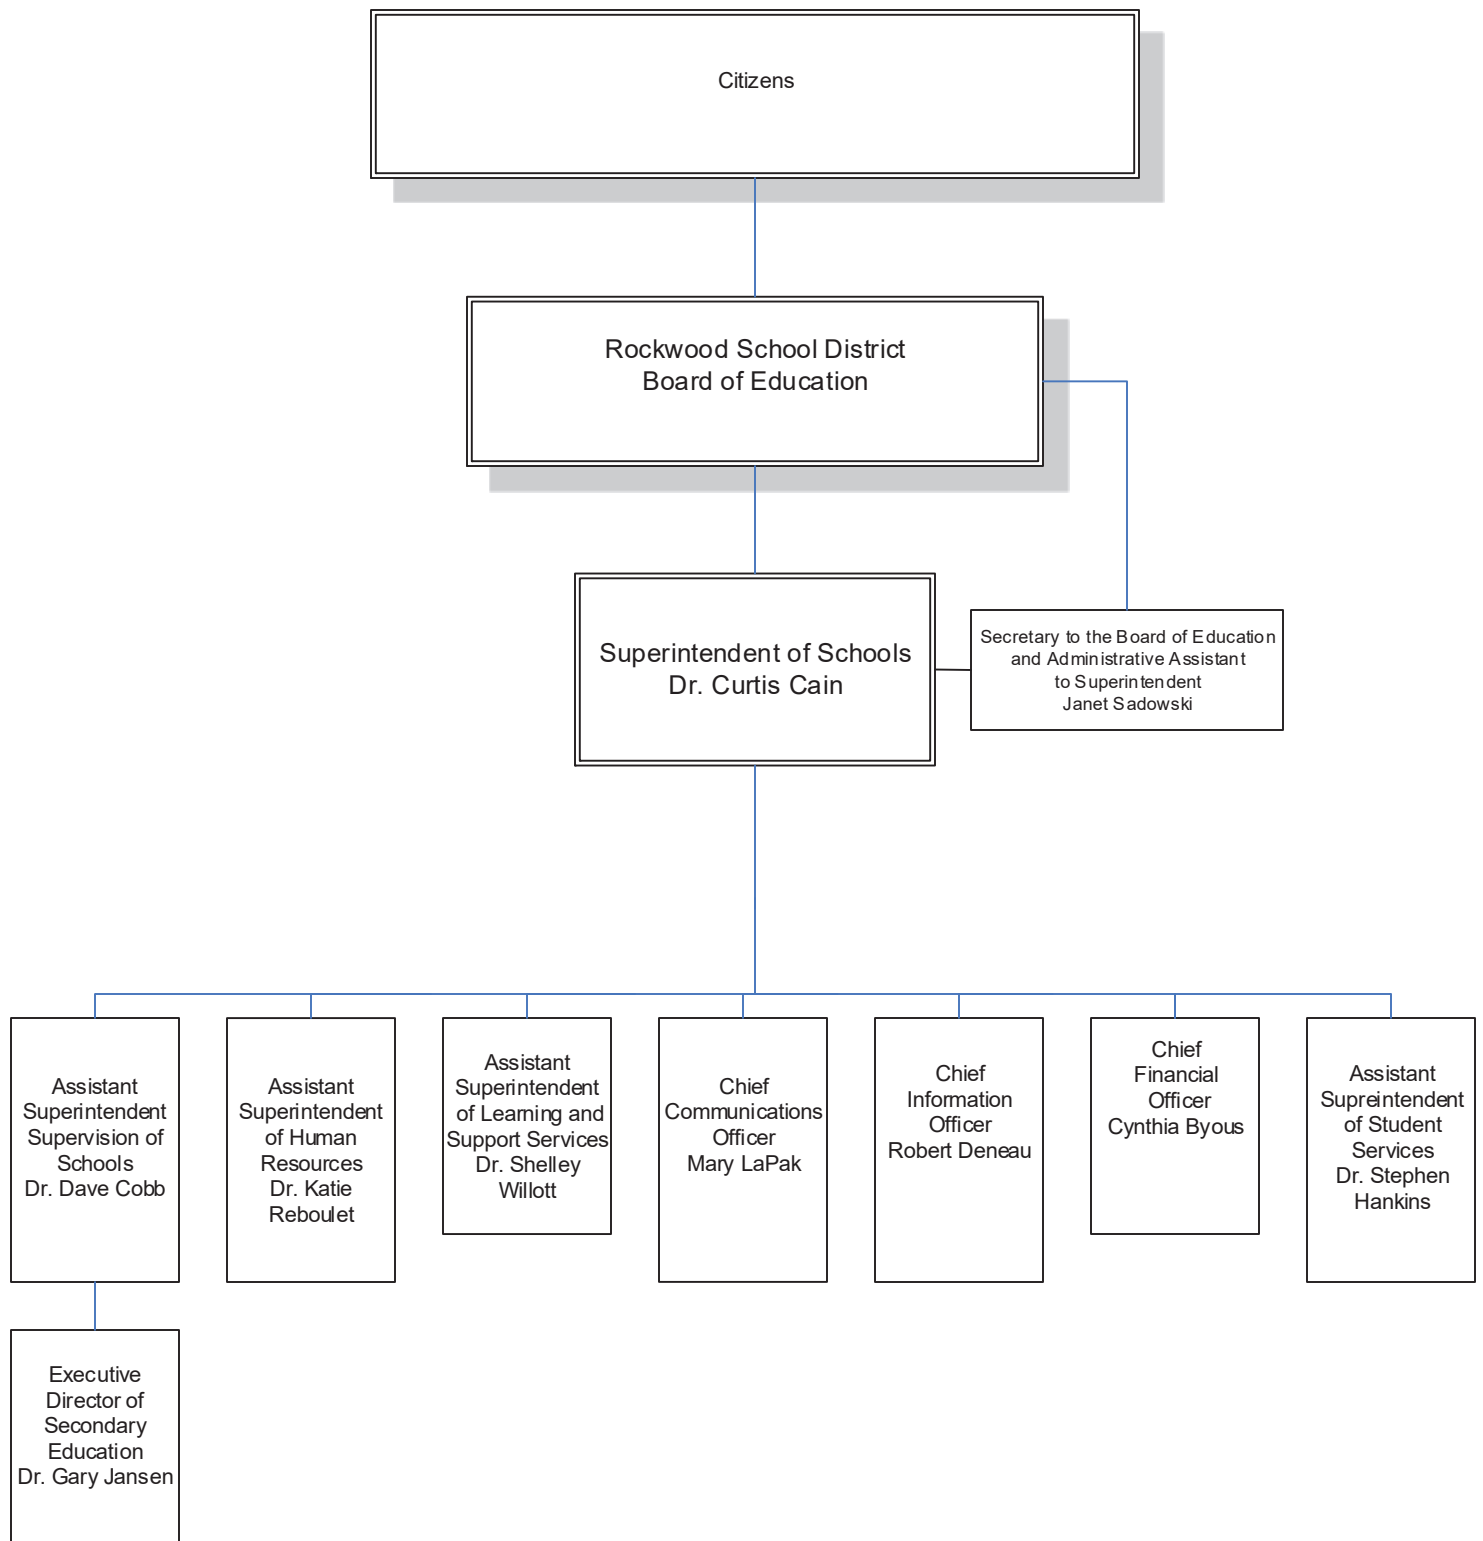 Citizens
Rockwood School District
Board of Education
Superintendent of Schools
Dr. Curtis Cain
Secretary to the Board of Education
and Administrative Assistant
to Superintendent
Janet Sadowski
Assistant
Superintendent
Supervision of
Schools
Dr. Dave Cobb
Assistant
Superintendent
of Human
Resources
Dr. Katie
Reboulet
Assistant
Superintendent
of Learning and
Support Services
Dr. Shelley
Willott
Chief
Communications
Officer
Mary LaPak
Chief
Information
Officer
Robert Deneau
Chief
Financial
Officer
Cynthia Byous
Assistant
Supreintendent
of Student
Services
Dr. Stephen
Hankins
Executive
Director of
Secondary
Education
Dr. Gary Jansen